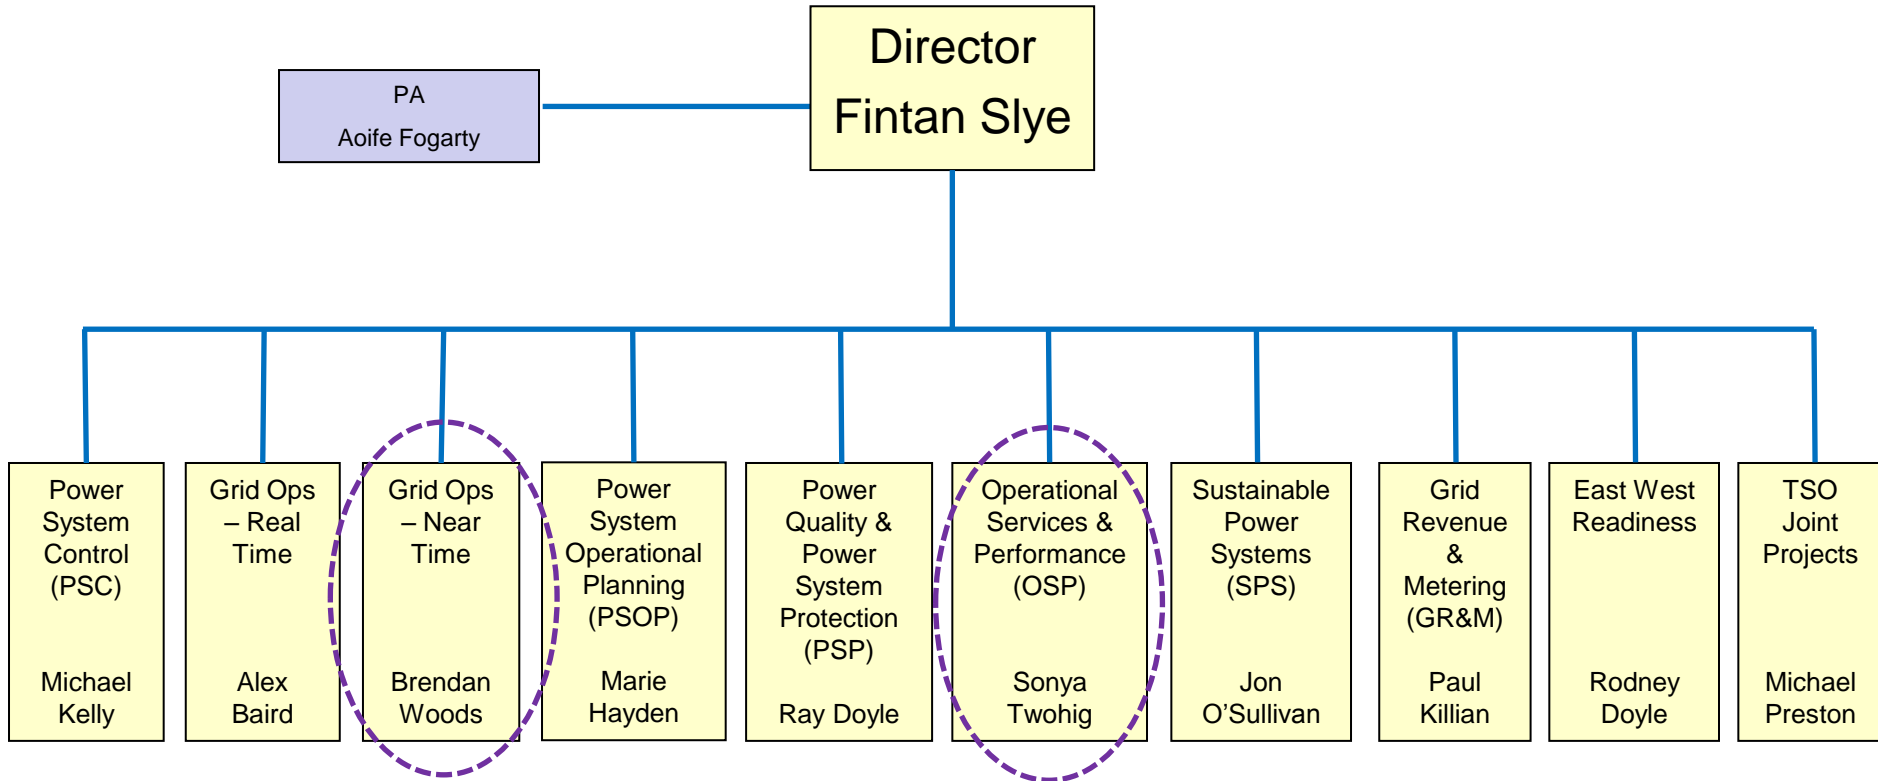 Director
Fintan Slye
PA
Aoife Fogarty
Power
System
Control
(PSC)
Michael
Kelly
Grid Ops
– Real
Time
Alex
Baird
Grid Ops
– Near
Time
Brendan
Woods
Power
System
Operational
Planning
(PSOP)
Marie
Hayden
Power
Quality &
Power
System
Protection
(PSP)
Ray Doyle
Operational
Services &
Performance
(OSP)
Sonya
Twohig
Sustainable
Power
Systems
(SPS)
Jon
O’Sullivan
Grid
Revenue
&
Metering
(GR&M)
Paul
Killian
East West
Readiness
Rodney
Doyle
TSO
Joint
Projects
Michael
Preston